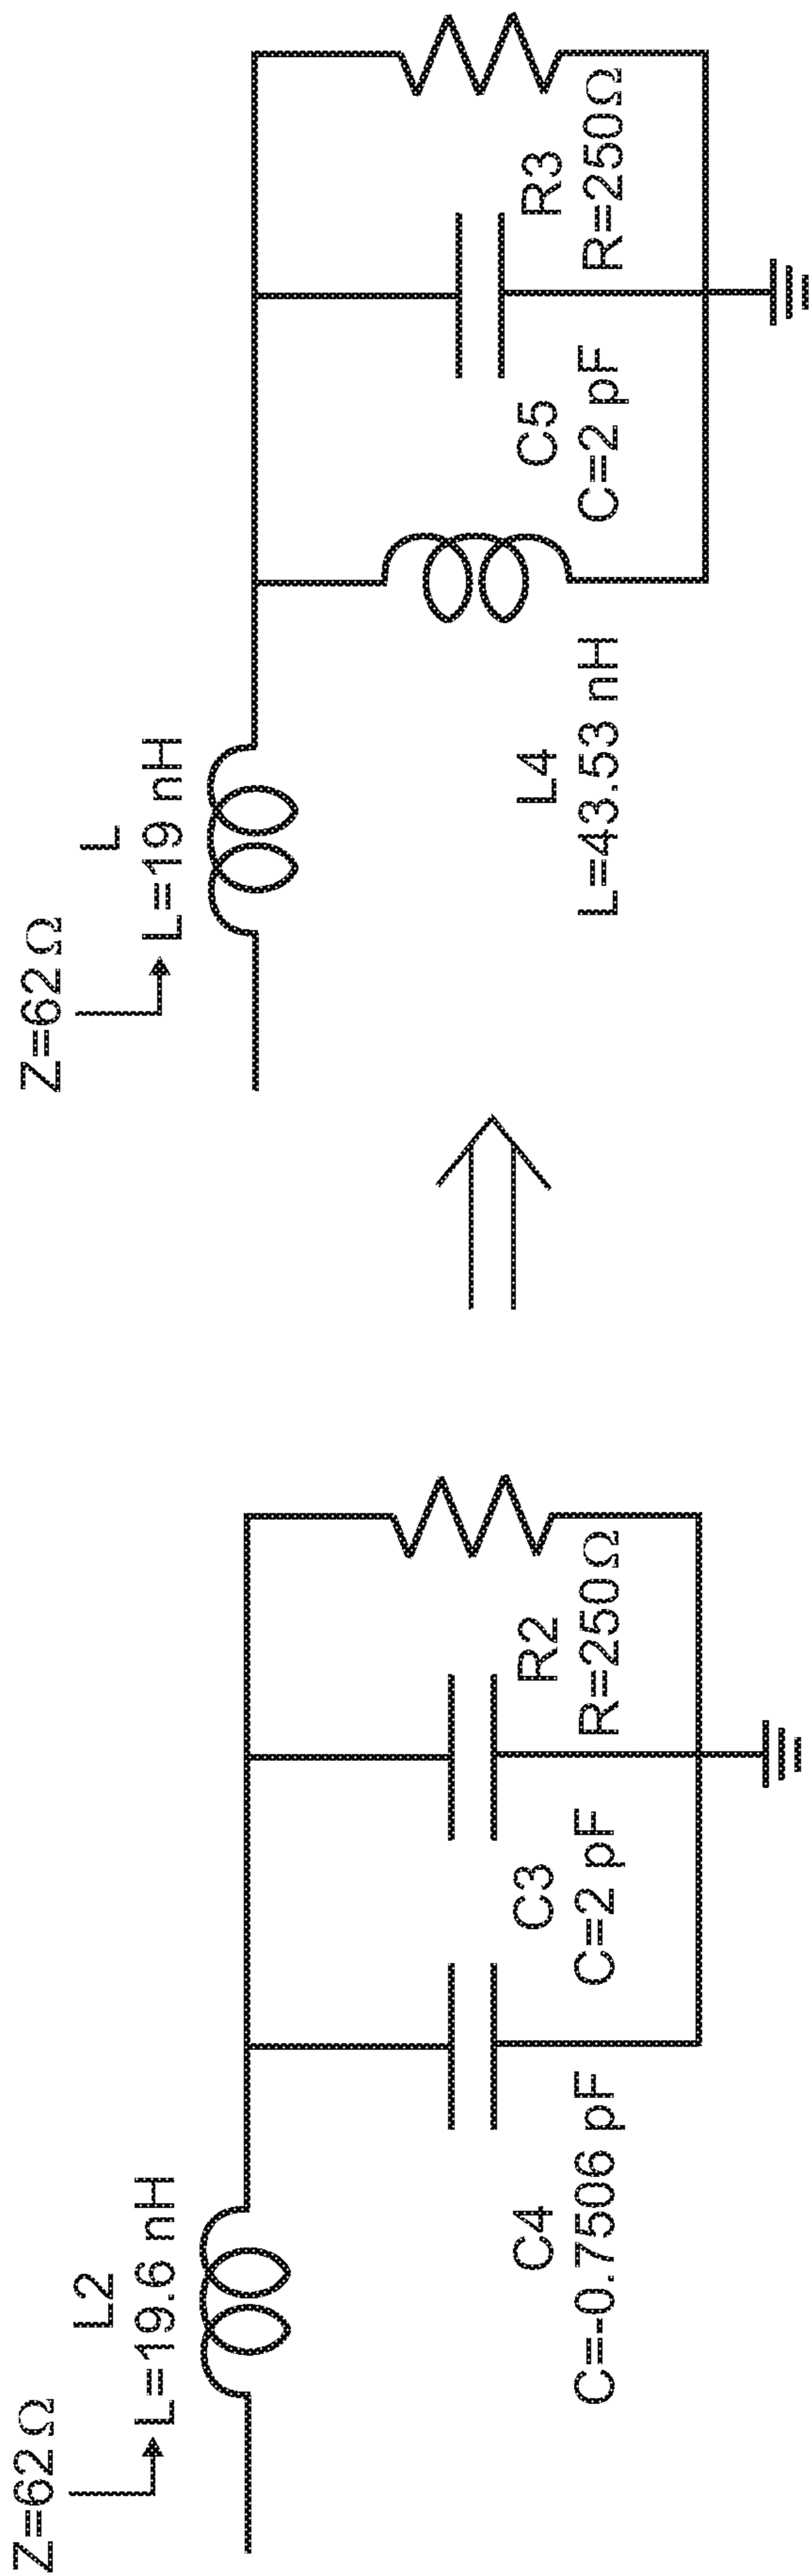 Z=62 Ω
L2
L=19.6 nH
C4
C=-0.7506 pF
C3
C=2 pF
R2
R=250Ω
Z=62 Ω
L
L=19 nH
L4
L=43.53 nH
C5
C=2 pF
R3
R=250Ω